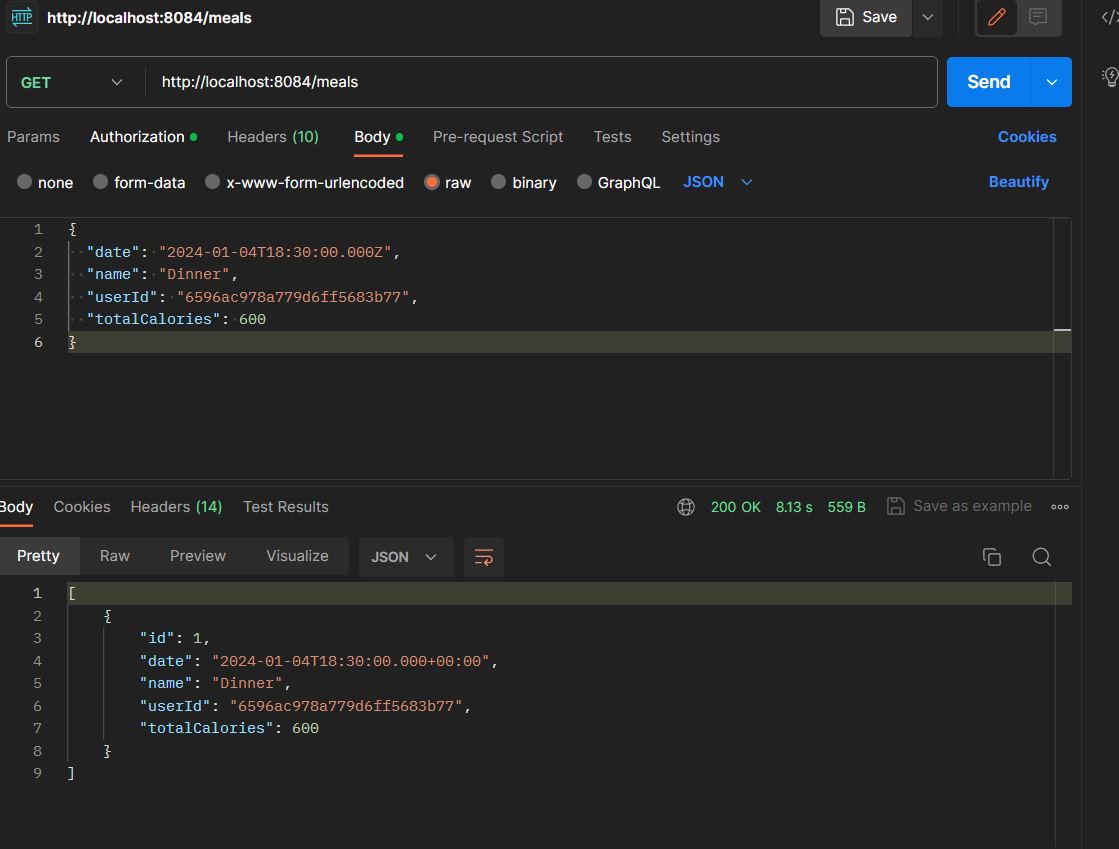 HTTP http://localhost:8084/meals Save
GET http://localhost:8084/meals Send
Params Authorization Headers (10) Body Pre-request Script Tests Settings Cookies
none form-data x-www-form-urlencoded raw binary GraphQL JSON Beautify
1 {
2 "date": "2024-01-04T18:30:00.000Z",
3 "name": "Dinner",
4 "userId": "6596ac978a779d6ff5683b77",
5 "totalCalories": 600
6 }
Body Cookies Headers (14) Test Results 200 OK 8.13 s 559 B Save as example
Pretty Raw Preview Visualize JSON
1 [
2 {
3 "id": 1,
4 "date": "2024-01-04T18:30:00.000+00:00",
5 "name": "Dinner",
6 "userId": "6596ac978a779d6ff5683b77",
7 "totalCalories": 600
8 }
9 ]